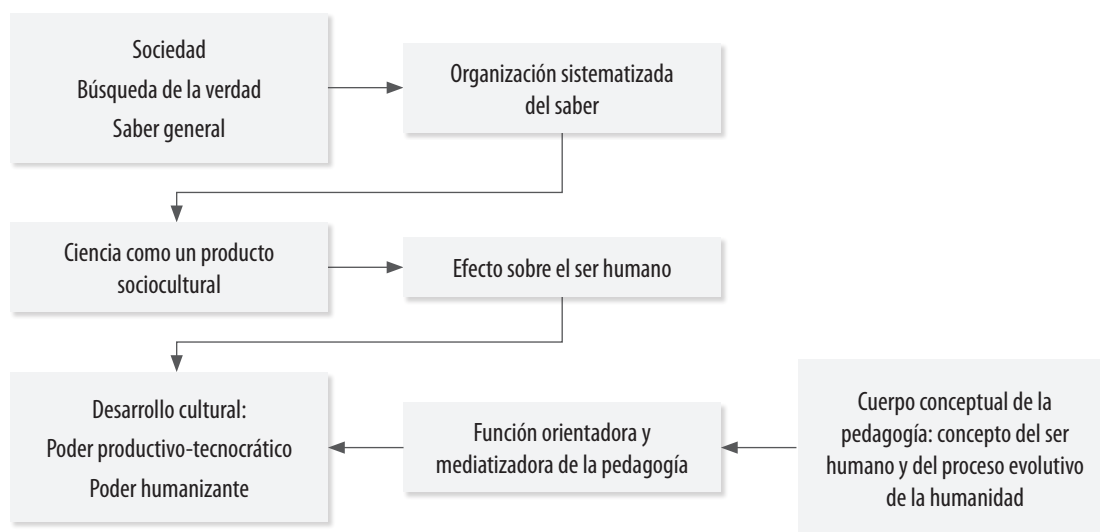 Sociedad
Búsqueda de la verdad
Saber general
Organización sistematizada
del saber
Ciencia como un producto
sociocultural
Efecto sobre el ser humano
Desarrollo cultural:
Poder productivo-tecnocrático
Poder humanizante
Función orientadora y
mediatizadora de la pedagogía
Cuerpo conceptual de la
pedagogía: concepto del ser
humano y del proceso evolutivo
de la humanidad